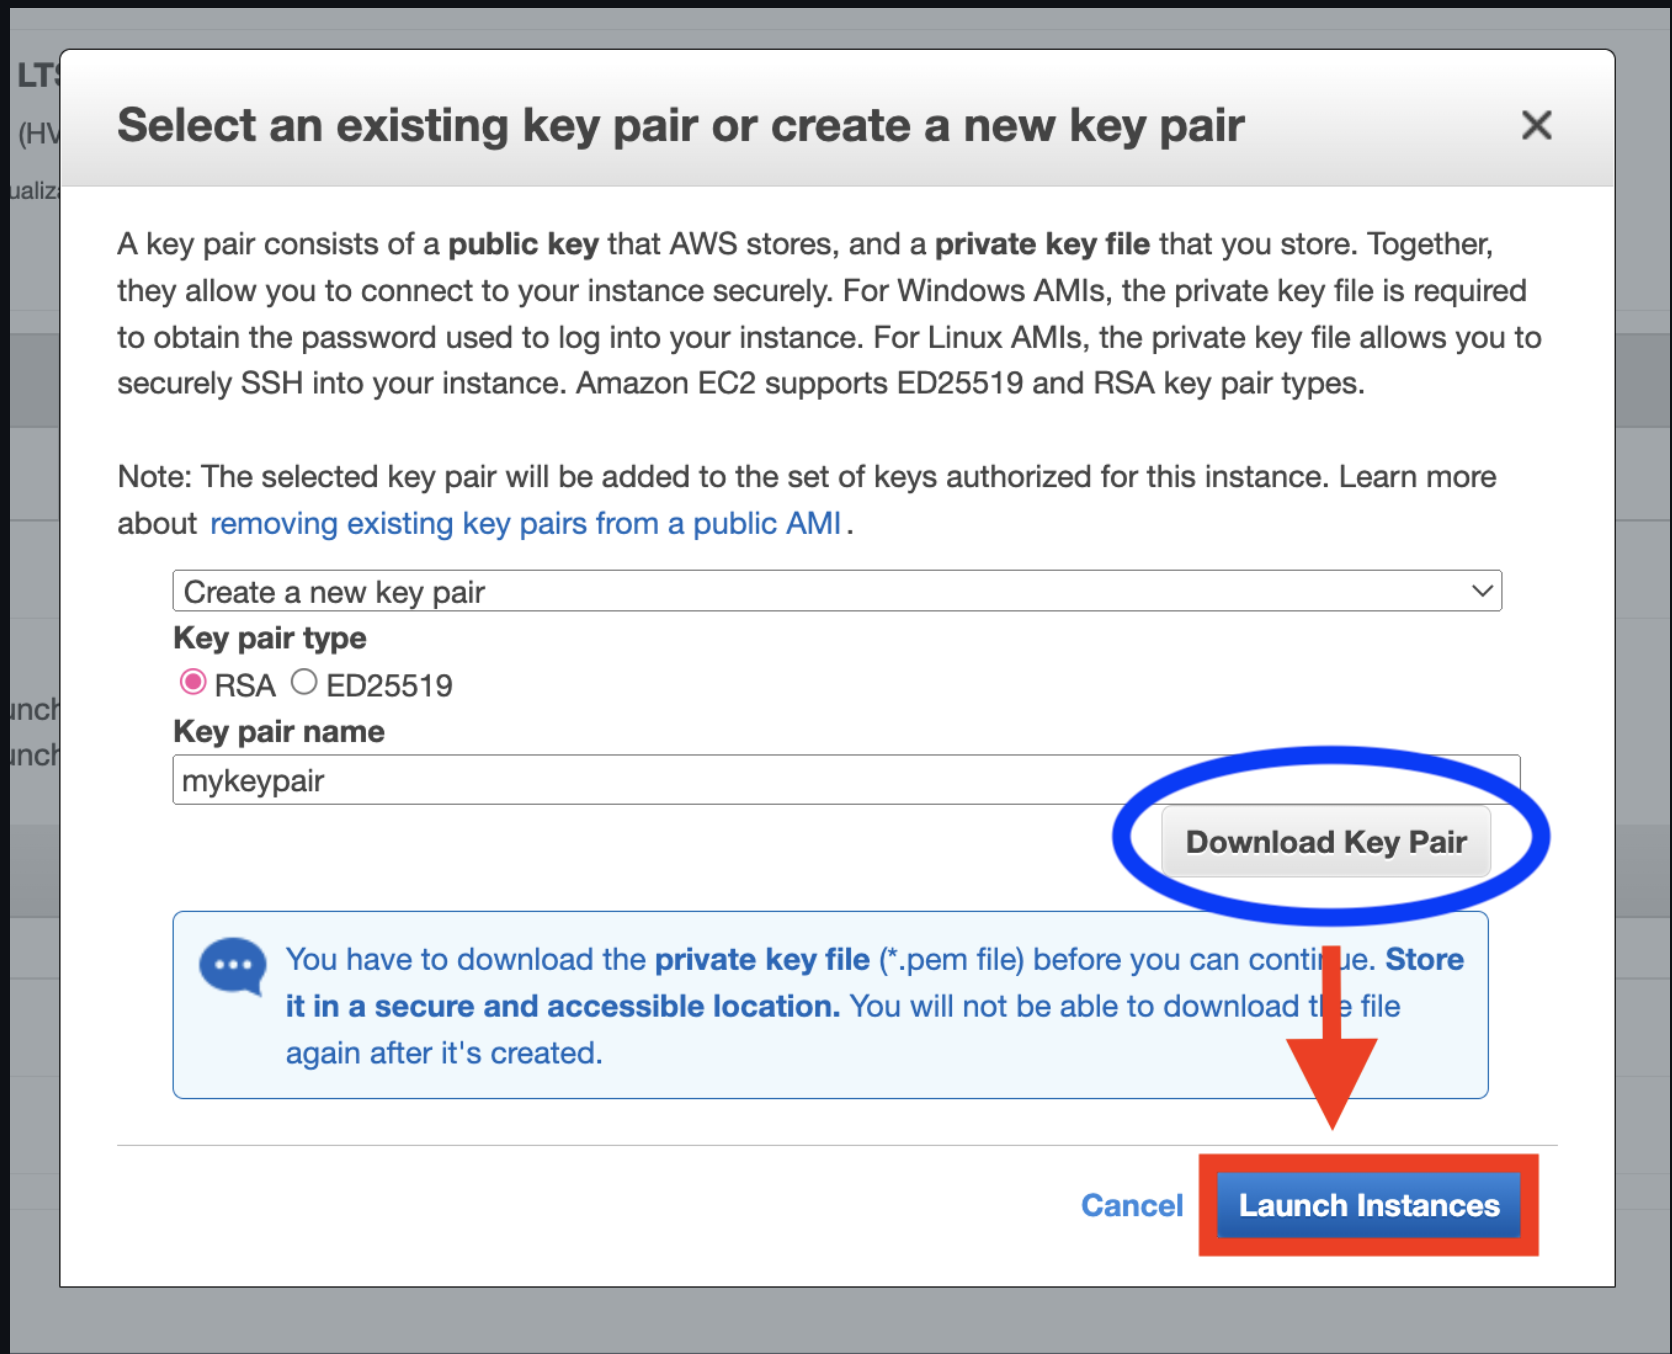 LTS
(HV
ualiza
Select an existing key pair or create a new key pair
A key pair consists of a public key that AWS stores, and a private key file that you store. Together,
they allow you to connect to your instance securely. For Windows AMIs, the private key file is required
to obtain the password used to log into your instance. For Linux AMIs, the private key file allows you to
securely SSH into your instance. Amazon EC2 supports ED25519 and RSA key pair types.
Note: The selected key pair will be added to the set of keys authorized for this instance. Learn more
about removing existing key pairs from a public AMI.
Create a new key pair
Key pair type
RSA ED25519
Key pair name
mykeypair
Download Key Pair
You have to download the private key file (*.pem file) before you can continue. Store
it in a secure and accessible location. You will not be able to download the file
again after it's created.
unch
unch
Cancel Launch Instances